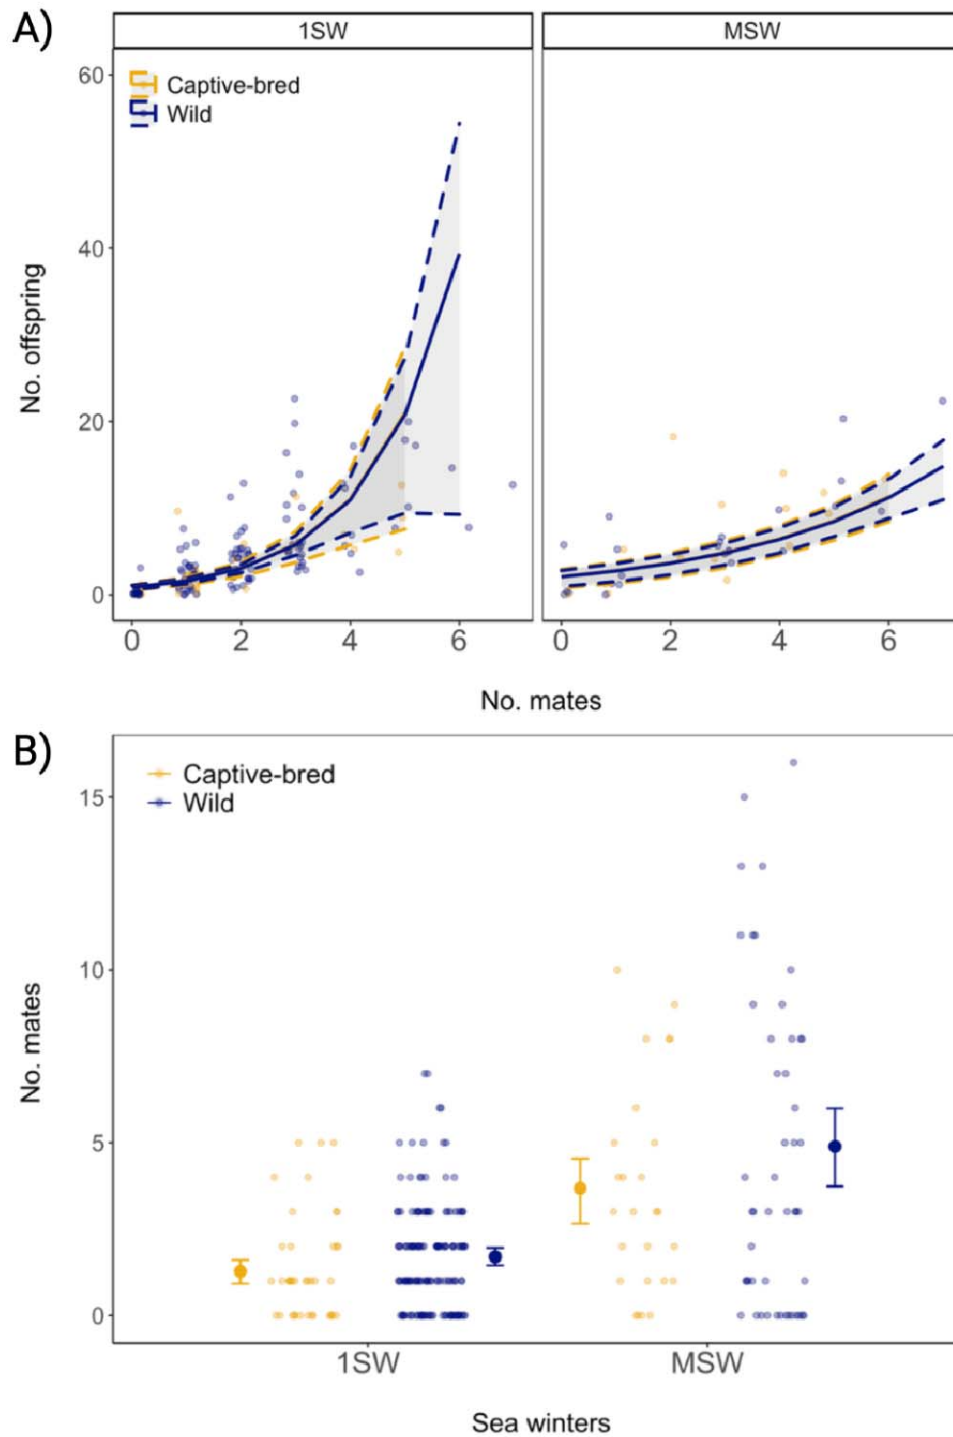 A)
1SW
MSW
60
40
20
0
Captive-bred
Wild
No. offspring
0 2 4 6
0 2 4 6
No. mates
B)
Captive-bred
Wild
15
10
5
0
No. mates
1SW
MSW
Sea winters